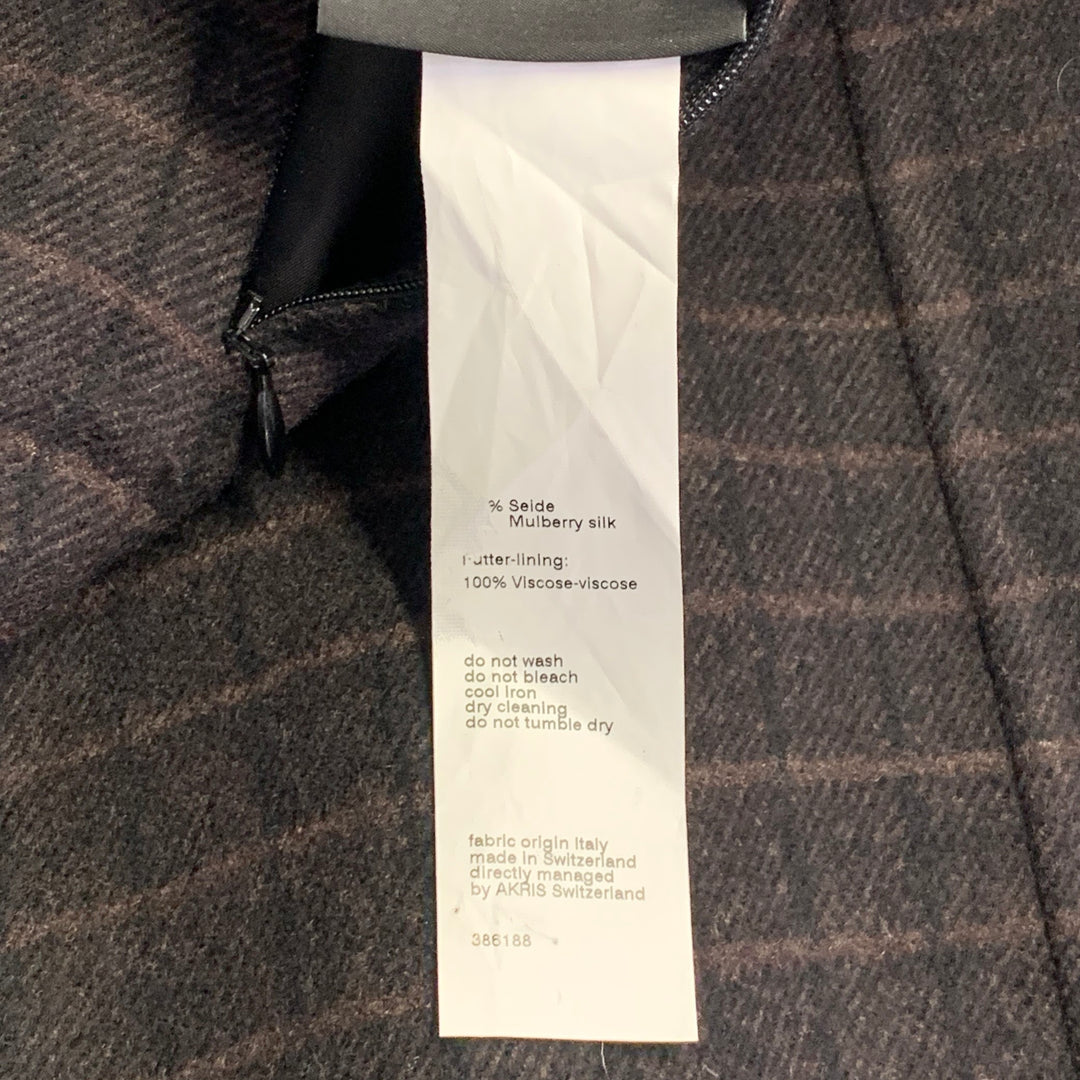 % Seide
Mulberry silk
utter-lining:
100% Viscose-viscose
do not wash
do not bleach
cool iron
dry cleaning
do not tumble dry
fabric origin Italy
made in Switzerland
directly managed
by AKRIS Switzerland
386188